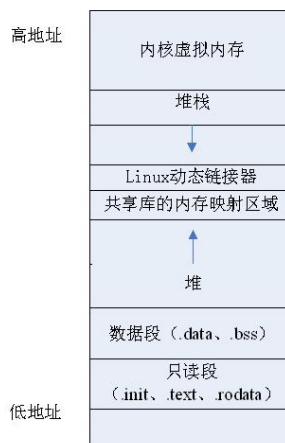 高地址
内核虚拟内存
堆栈
Linux动态链接器
共享库的内存映射区域
堆
数据段（.data、.bss）
只读段
（.init、.text、.rodata）
低地址